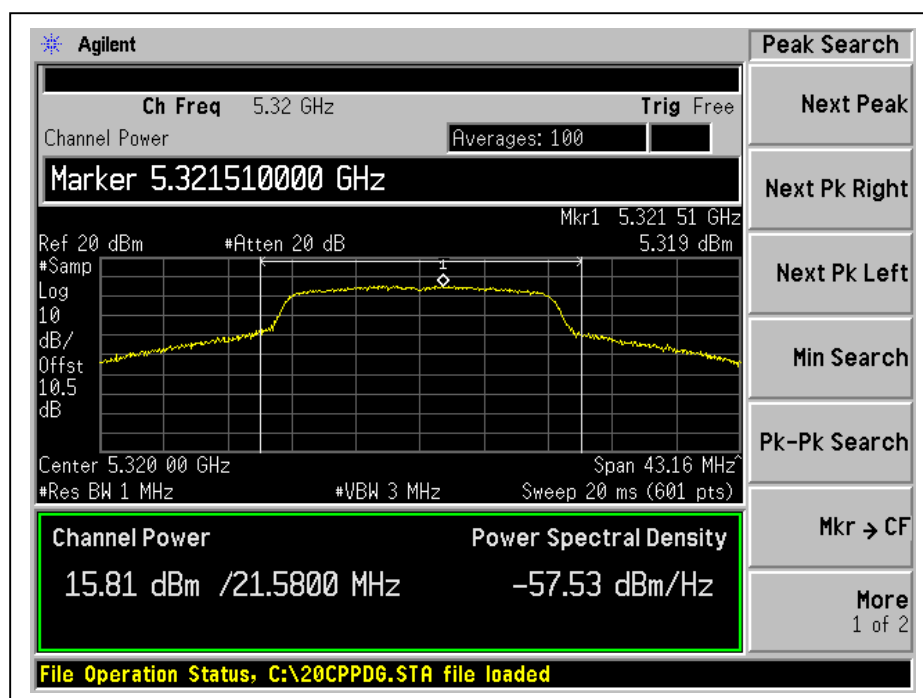 Agilent
Peak Search
Ch Freq 5.32 GHz
Trig Free
Channel Power
Averages: 100
Marker 5.321510000 GHz
Mkr1 5.321 51 GHz
Ref 20 dBm #Atten 20 dB 5.319 dBm
#Samp
Log
10
dB/
Offst
10.5
dB
1
Center 5.320 00 GHz Span 43.16 MHz^
#Res BW 1 MHz #VBW 3 MHz Sweep 20 ms (601 pts)
Channel Power Power Spectral Density
15.81 dBm /21.5800 MHz -57.53 dBm/Hz
File Operation Status, C:\20CPPDG.STA file loaded
Next Peak
Next Pk Right
Next Pk Left
Min Search
Pk-Pk Search
Mkr → CF
More
1 of 2